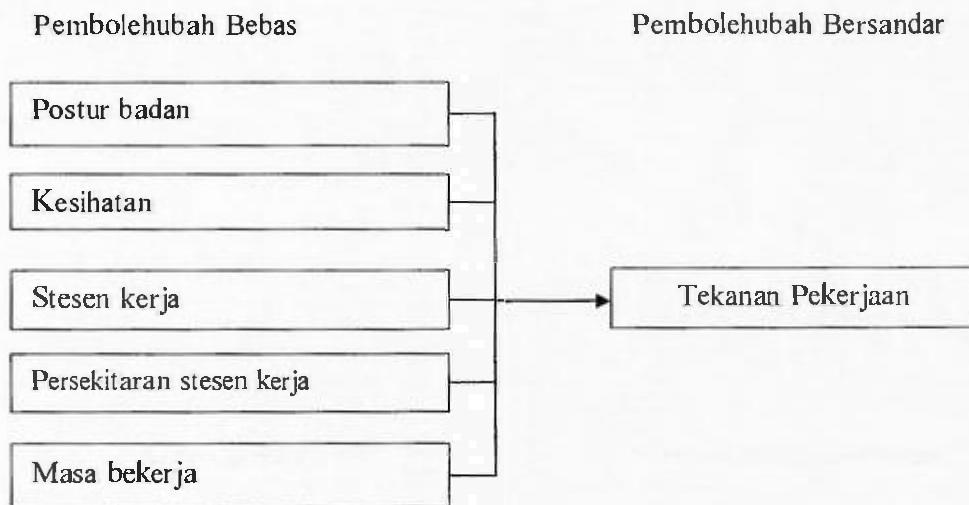 Pembolehubah Bebas
Pembolehubah Bersandar
Postur badan
Kesihatan
Stesen kerja
Tekanan Pekerjaan
Persekitaran stesen kerja
Masa bekerja